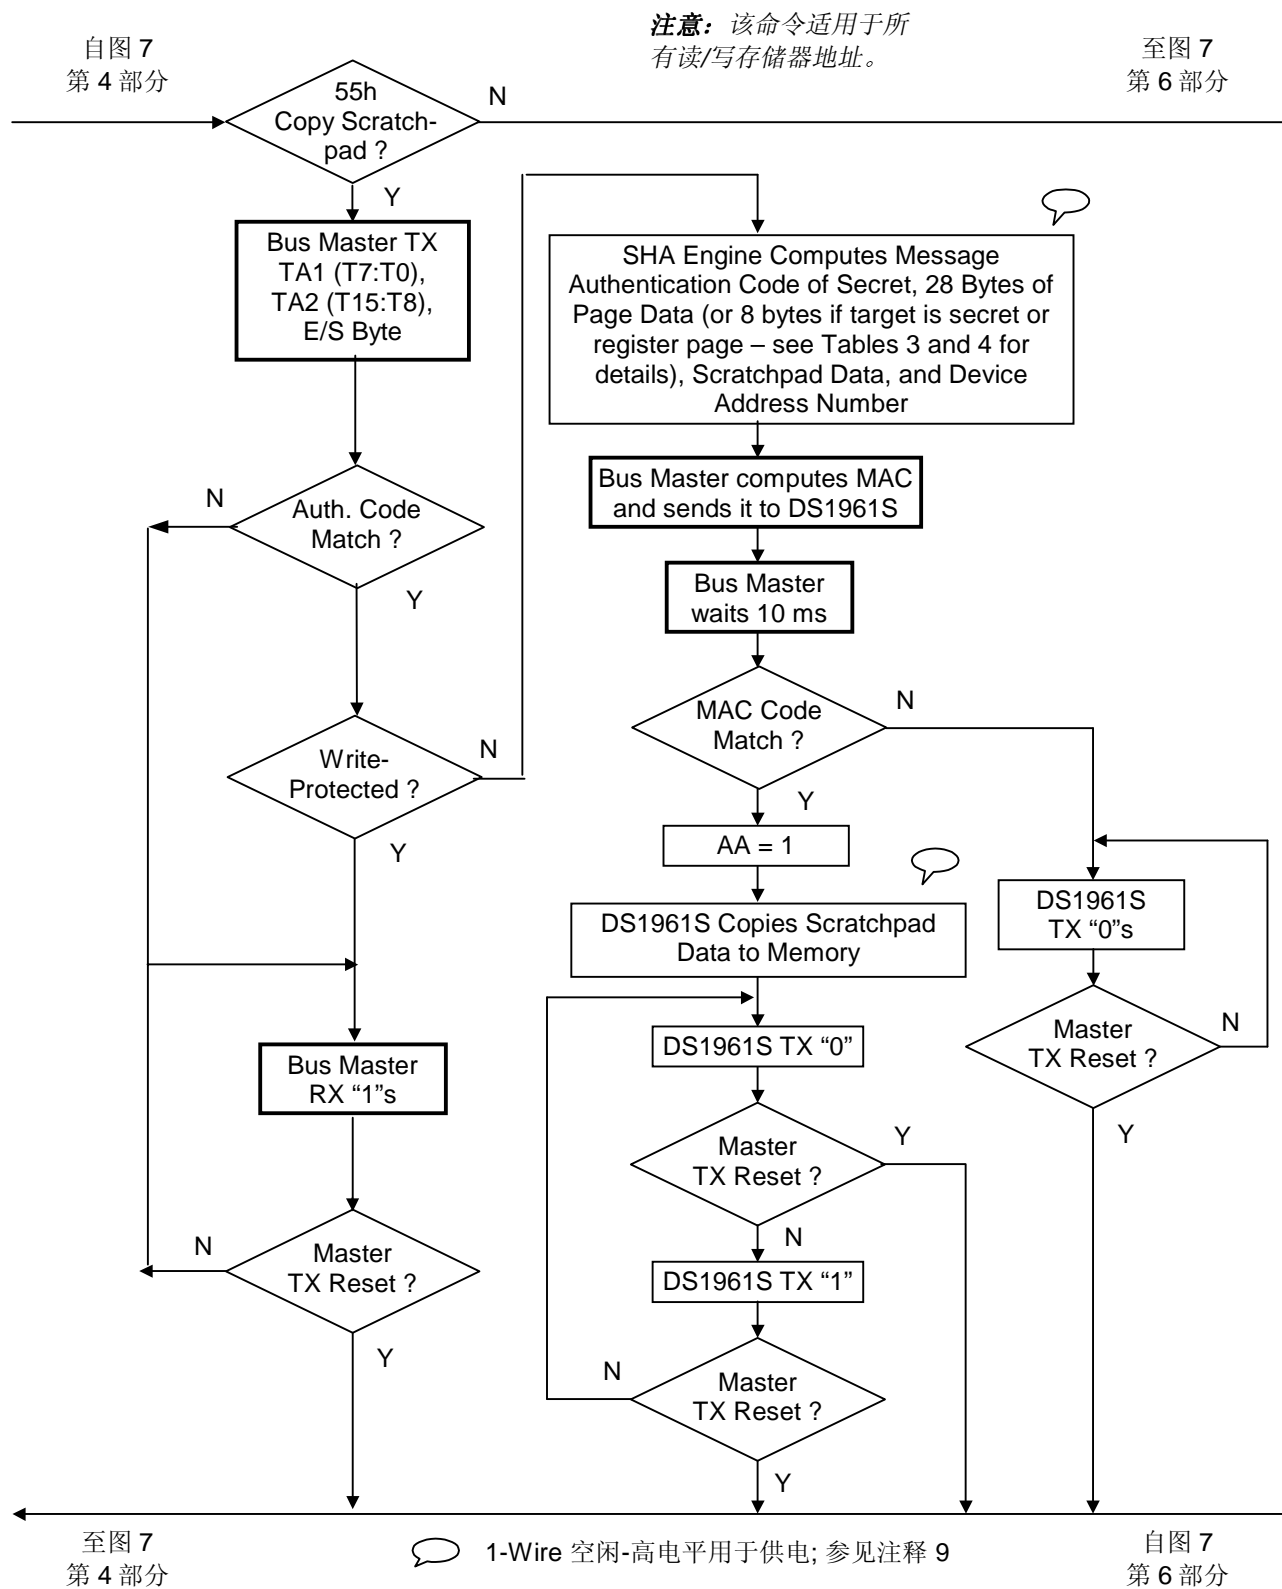 注意：该命令适用于所
有读/写存储器地址。
自图 7
第 4 部分
至图 7
第 6 部分
55h
Copy Scratch-
pad ?
N
Y
Bus Master TX
TA1 (T7:T0),
TA2 (T15:T8),
E/S Byte
SHA Engine Computes Message
Authentication Code of Secret, 28 Bytes of
Page Data (or 8 bytes if target is secret or
register page – see Tables 3 and 4 for
details), Scratchpad Data, and Device
Address Number
Bus Master computes MAC
and sends it to DS1961S
N
Auth. Code
Match ?
Y
Bus Master
waits 10 ms
MAC Code
Match ?
N
Y
Write-
Protected ?
N
Y
AA = 1
DS1961S Copies Scratchpad
Data to Memory
DS1961S
TX “0”s
Master
TX Reset ?
N
Y
DS1961S TX “0”
Bus Master
RX “1”s
Master
TX Reset ?
Y
N
DS1961S TX “1”
N
Master
TX Reset ?
Y
N
Master
TX Reset ?
Y
至图 7
第 4 部分
1-Wire 空闲-高电平用于供电; 参见注释 9
自图 7
第 6 部分